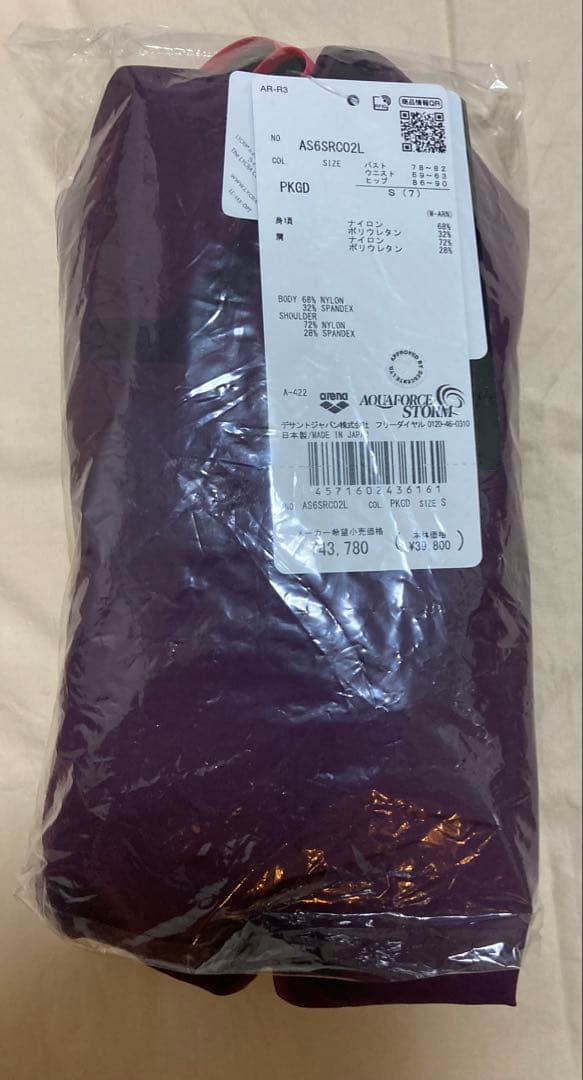 AR-R3
商品情報QR
NO
AS6SRC02L
COL.
SIZE
バスト 78~82
ウエスト 59~63
ヒップ 86~90
PKGD
S (7)
(W-ARN)
身頃 ナイロン 68%
ポリウレタン 32%
肩 ナイロン 72%
ポリウレタン 28%
BODY 68% NYLON
32% SPANDEX
SHOULDER
72% NYLON
28% SPANDEX
APPROVED BY DESCENTE LTD.
A-422
arena
AQUAFORCE
STORM
デサントジャパン株式会社 フリーダイヤル 0120-46-0310
日本製/MADE IN JAPAN
4571602436161
NO. AS6SRC02L COL. PKGD SIZE S
メーカー希望小売価格 (本体価格
¥43,780 ¥39,800)